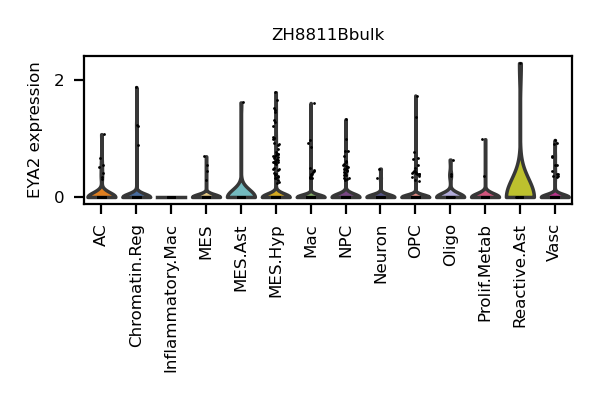 ZH8811Bbulk
EYA2 expression
2
0
AC
Chromatin.Reg
Inflammatory.Mac
MES
MES.Ast
MES.Hyp
Mac
NPC
Neuron
OPC
Oligo
Prolif.Metab
Reactive.Ast
Vasc